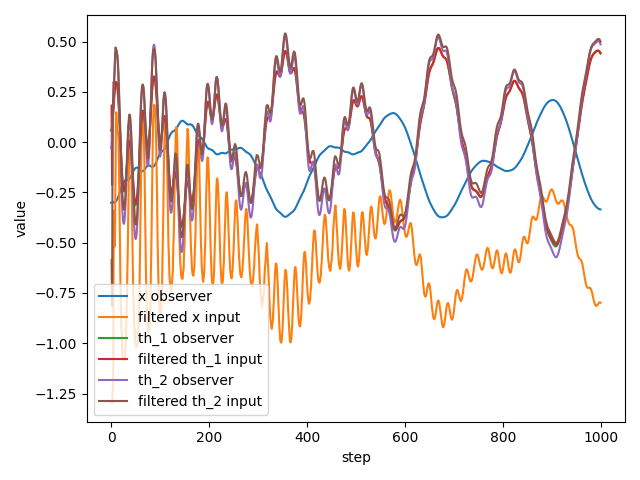 0.50
0.25
0.00
−0.25
−0.50
−0.75
−1.00
−1.25
value
x observer
filtered x input
th_1 observer
filtered th_1 input
th_2 observer
filtered th_2 input
0 200 400 600 800 1000
step